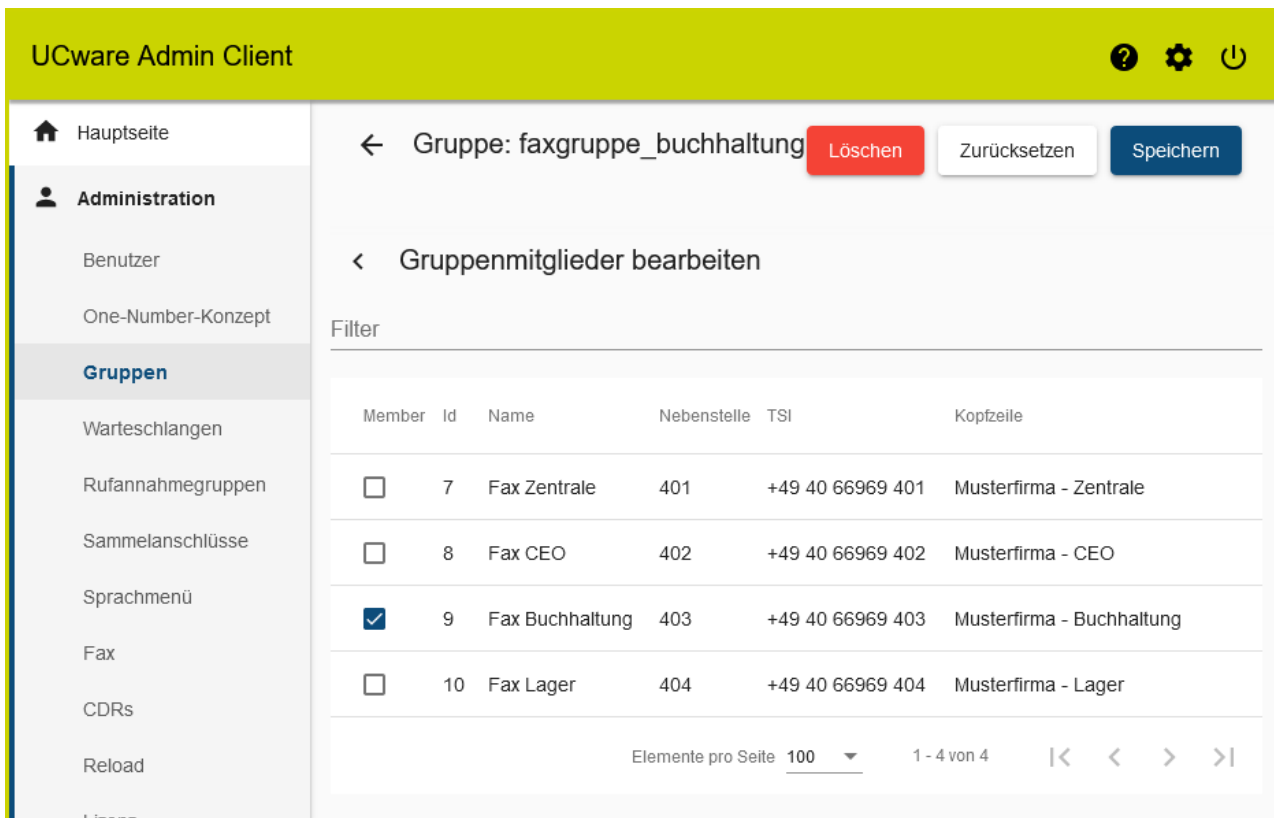 UCware Admin Client
Hauptseite
Administration
Benutzer
One-Number-Konzept
Gruppen
Warteschlangen
Rufannahmegruppen
Sammelanschlüsse
Sprachmenü
Fax
CDRs
Reload
Gruppe: faxgruppe_buchhaltung Löschen Zurücksetzen Speichern
Gruppenmitglieder bearbeiten
Filter
Member Id Name Nebenstelle TSI Kopfzeile
7 Fax Zentrale 401 +49 40 66969 401 Musterfirma - Zentrale
8 Fax CEO 402 +49 40 66969 402 Musterfirma - CEO
9 Fax Buchhaltung 403 +49 40 66969 403 Musterfirma - Buchhaltung
10 Fax Lager 404 +49 40 66969 404 Musterfirma - Lager
Elemente pro Seite 100 1 - 4 von 4